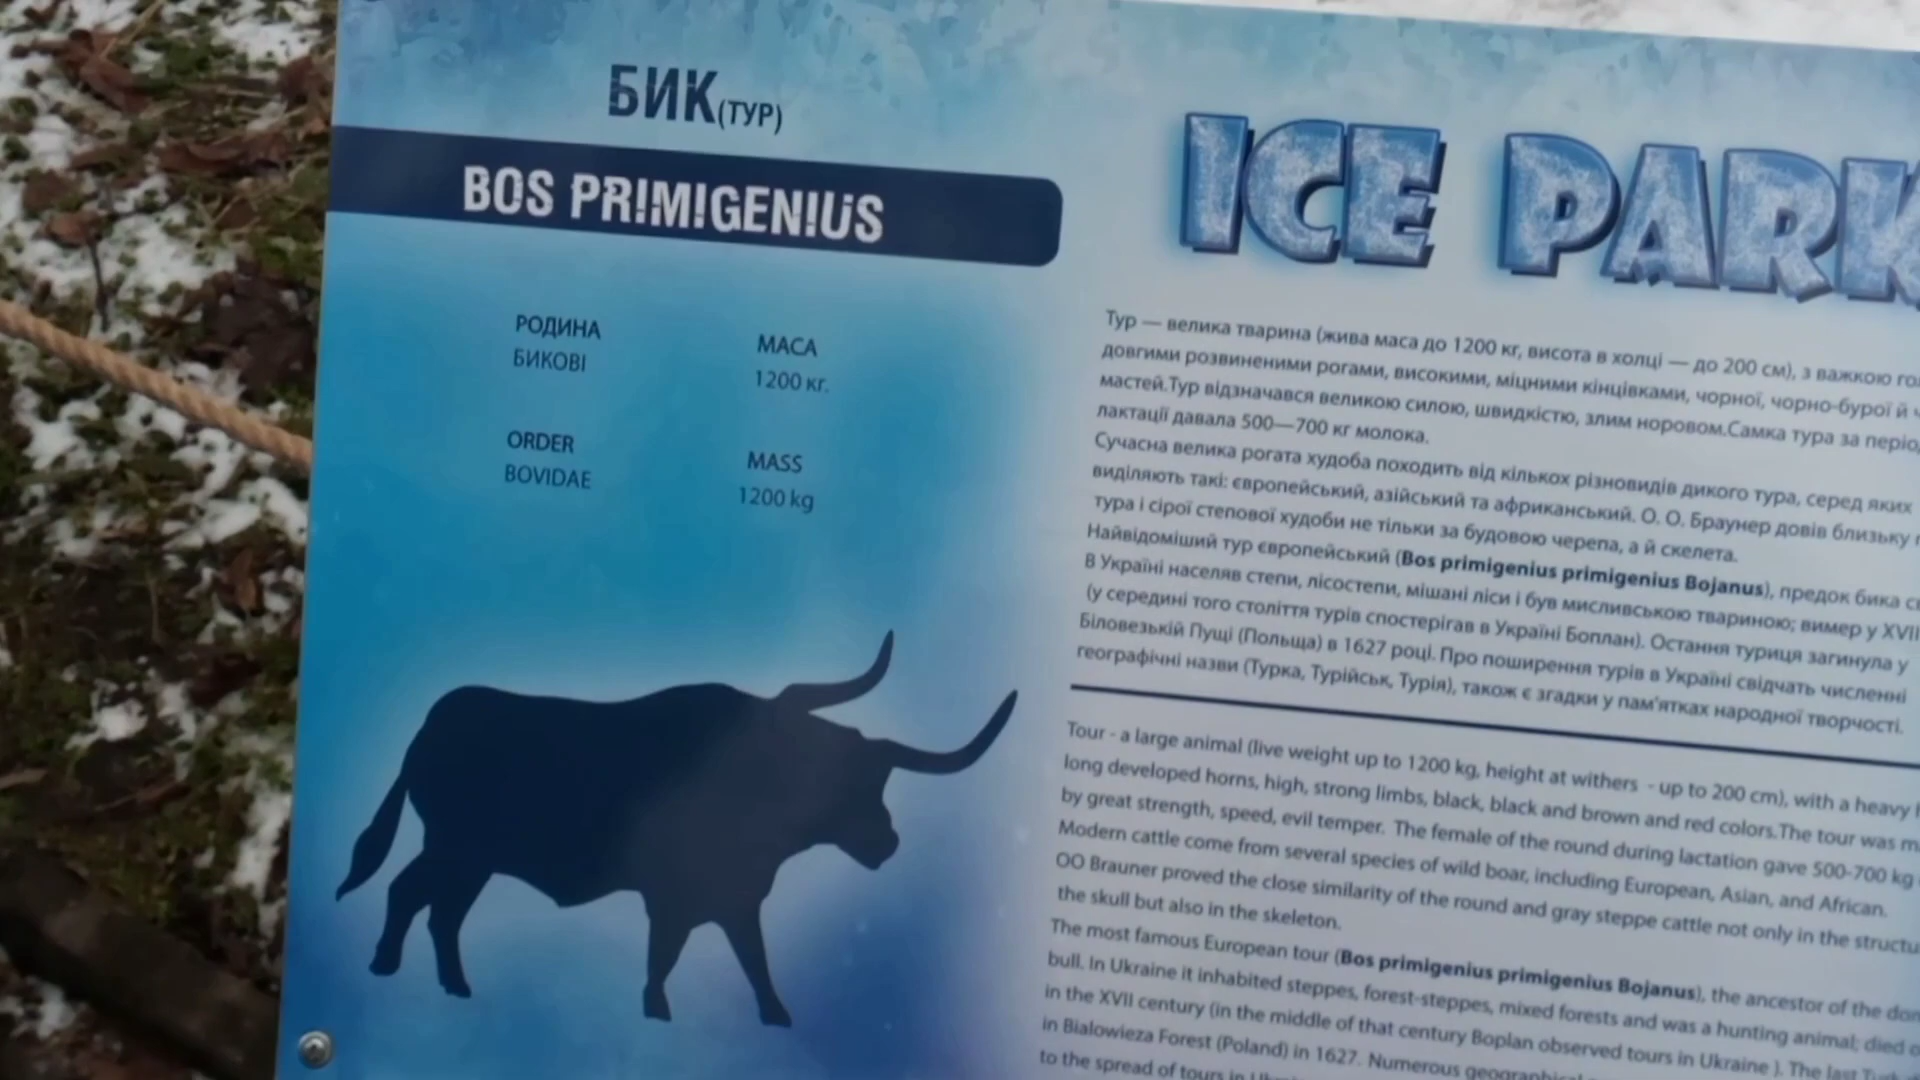 БИК (ТУР)
BOS PRIMIGENIUS
РОДИНА
БИКОВІ
МАСА
1200 кг.
ORDER
BOVIDAE
MASS
1200 kg
ICE PARK
Тур — велика тварина (жива маса до 1200 кг, висота в холці — до 200 см), з важкою
довгими розвиненими рогами, високими, міцними кінцівками, чорної, чорно-бурої й
мастей.Тур відзначався великою силою, швидкістю, злим норовом.Самка тура за
лактації давала 500—700 кг молока.
Сучасна велика рогата худоба походить від кількох різновидів дикого тура, серед яких
виділяють такі: європейський, азійський та африканський. О. О. Браунер довів близьку
тура і сірої степової худоби не тільки за будовою черепа, а й скелета.
Найвідоміший тур європейський (Bos primigenius primigenius Bojanus), предок бика
В Україні населяв степи, лісостепи, мішані ліси і був мисливською твариною; вимер у XVII
(у середині того століття турів спостерігав в Україні Боплан). Остання туриця загинула у
Біловезькій Пущі (Польща) в 1627 році. Про поширення турів в Україні свідчать численні
географічні назви (Турка, Турійськ, Турія), також є згадки у пам'ятках народної творчості.
Tour - a large animal (live weight up to 1200 kg, height at withers - up to 200 cm), with a heavy
long developed horns, high, strong limbs, black, black and brown and red colors.The tour was
by great strength, speed, evil temper. The female of the round during lactation gave 500-700 kg
Modern cattle come from several species of wild boar, including European, Asian, and African.
OO Brauner proved the close similarity of the round and gray steppe cattle not only in the
the skull but also in the skeleton.
The most famous European tour (Bos primigenius primigenius Bojanus), the ancestor of the
bull. In Ukraine it inhabited steppes, forest-steppes, mixed forests and was a hunting animal; died
in the XVII century (in the middle of that century Boplan observed tours in Ukraine ). The last
in Bialowieza Forest (Poland) in 1627. Numerous
to the spread of tours in